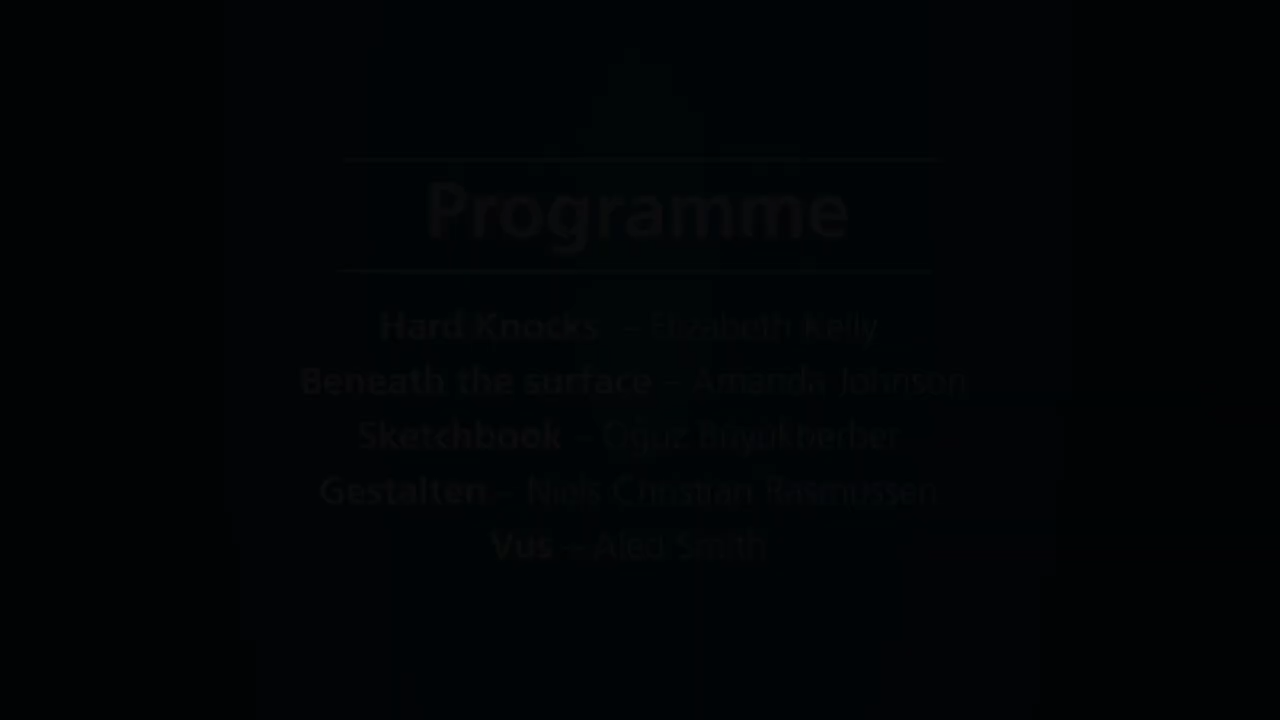 Programme
Hard Knocks – Elizabeth Kelly
Beneath the surface – Amanda Johnson
Sketchbook – Oğuz Büyükberber
Gestalten – Niels Christian Rasmussen
Vus – Aled Smith